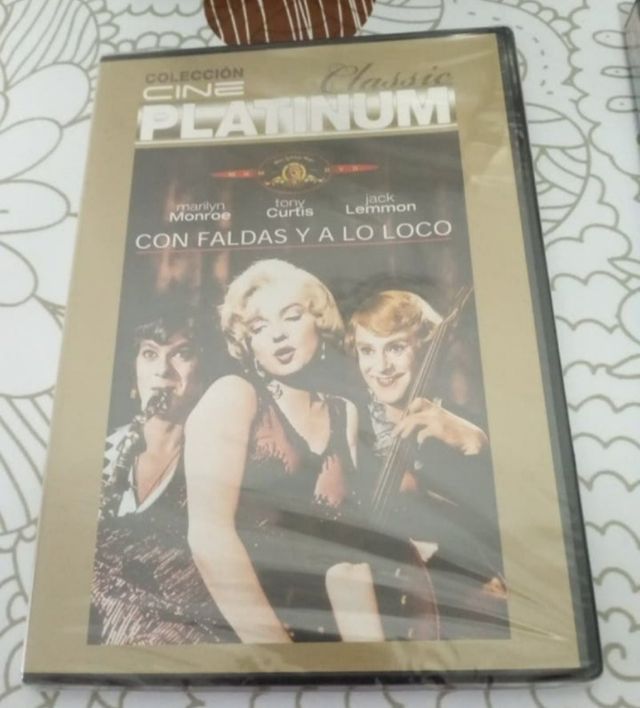 COLECCIÓN
CINE
Classic
PLATINUM
marilyn Monroe
tony Curtis
jack Lemmon
CON FALDAS Y A LO LOCO